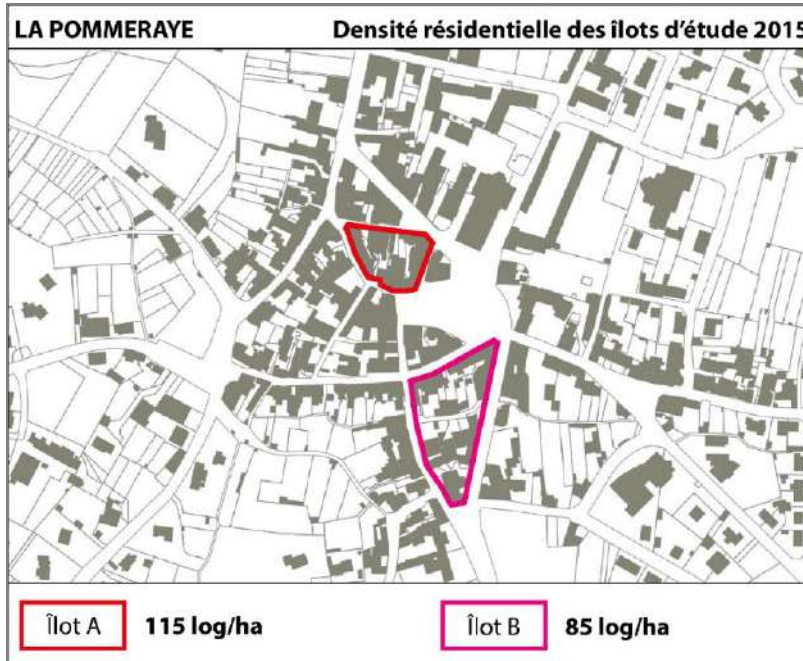 LA POMMERAYE Densité résidentielle des îlots d’étude 2015
Îlot A 115 log/ha Îlot B 85 log/ha